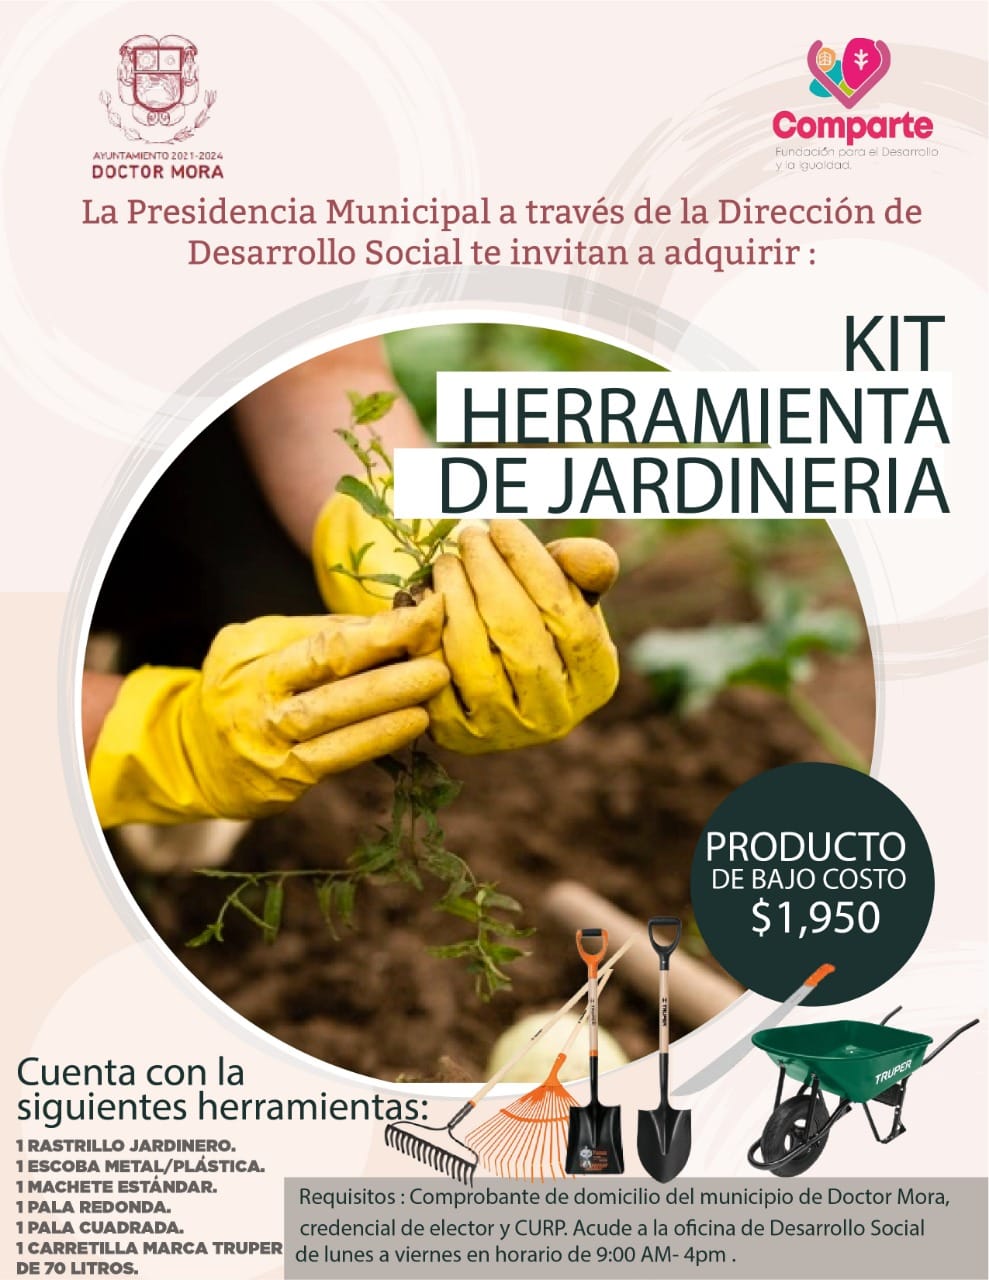 AYUNTAMIENTO 2021-2024
DOCTOR MORA
Comparte
Fundación para el Desarrollo
y la Igualdad.
La Presidencia Municipal a través de la Dirección de
Desarrollo Social te invitan a adquirir :
KIT
HERRAMIENTA
DE JARDINERIA
PRODUCTO
DE BAJO COSTO
$1,950
TRUPER
TRUPER
Cuenta con la
siguientes herramientas:
1 RASTRILLO JARDINERO.
1 ESCOBA METAL/PLÁSTICA.
1 MACHETE ESTÁNDAR.
1 PALA REDONDA.
1 PALA CUADRADA.
1 CARRETILLA MARCA TRUPER
DE 70 LITROS.
Requisitos : Comprobante de domicilio del municipio de Doctor Mora,
credencial de elector y CURP. Acude a la oficina de Desarrollo Social
de lunes a viernes en horario de 9:00 AM- 4pm .